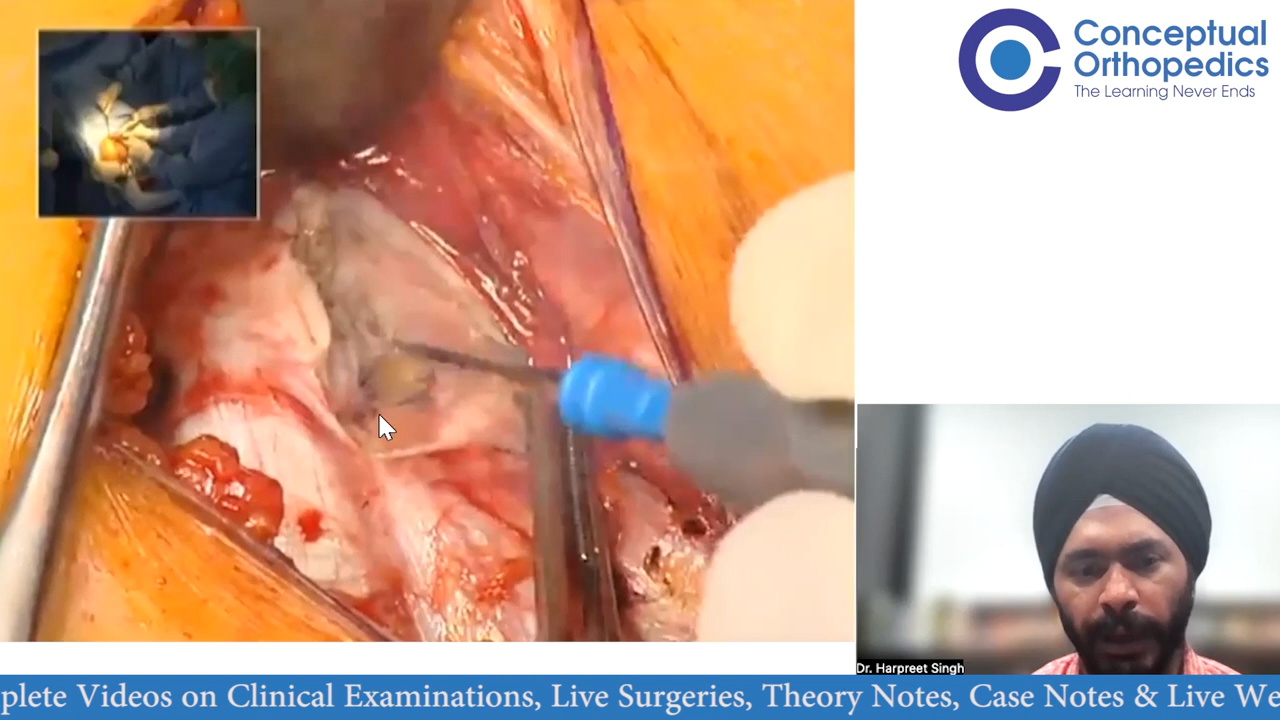 Conceptual
Orthopedics
The Learning Never Ends
Dr. Harpreet Singh
plete Videos on Clinical Examinations, Live Surgeries, Theory Notes, Case Notes & Live We